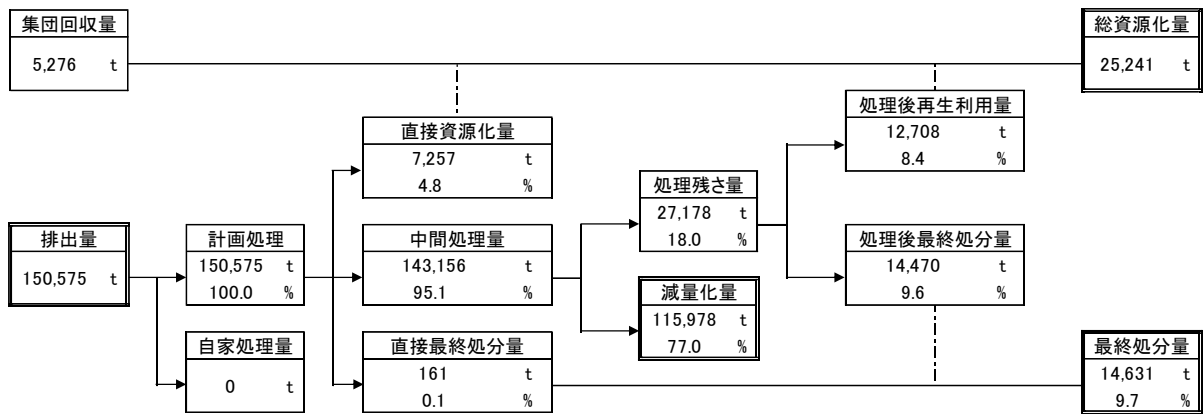 集団回収量
5,276 t
総資源化量
25,241 t
直接資源化量
7,257 t
4.8 %
処理後再生利用量
12,708 t
8.4 %
処理残さ量
27,178 t
18.0 %
排出量
150,575 t
計画処理
150,575 t
100.0 %
中間処理量
143,156 t
95.1 %
処理後最終処分量
14,470 t
9.6 %
減量化量
115,978 t
77.0 %
自家処理量
0 t
直接最終処分量
161 t
0.1 %
最終処分量
14,631 t
9.7 %